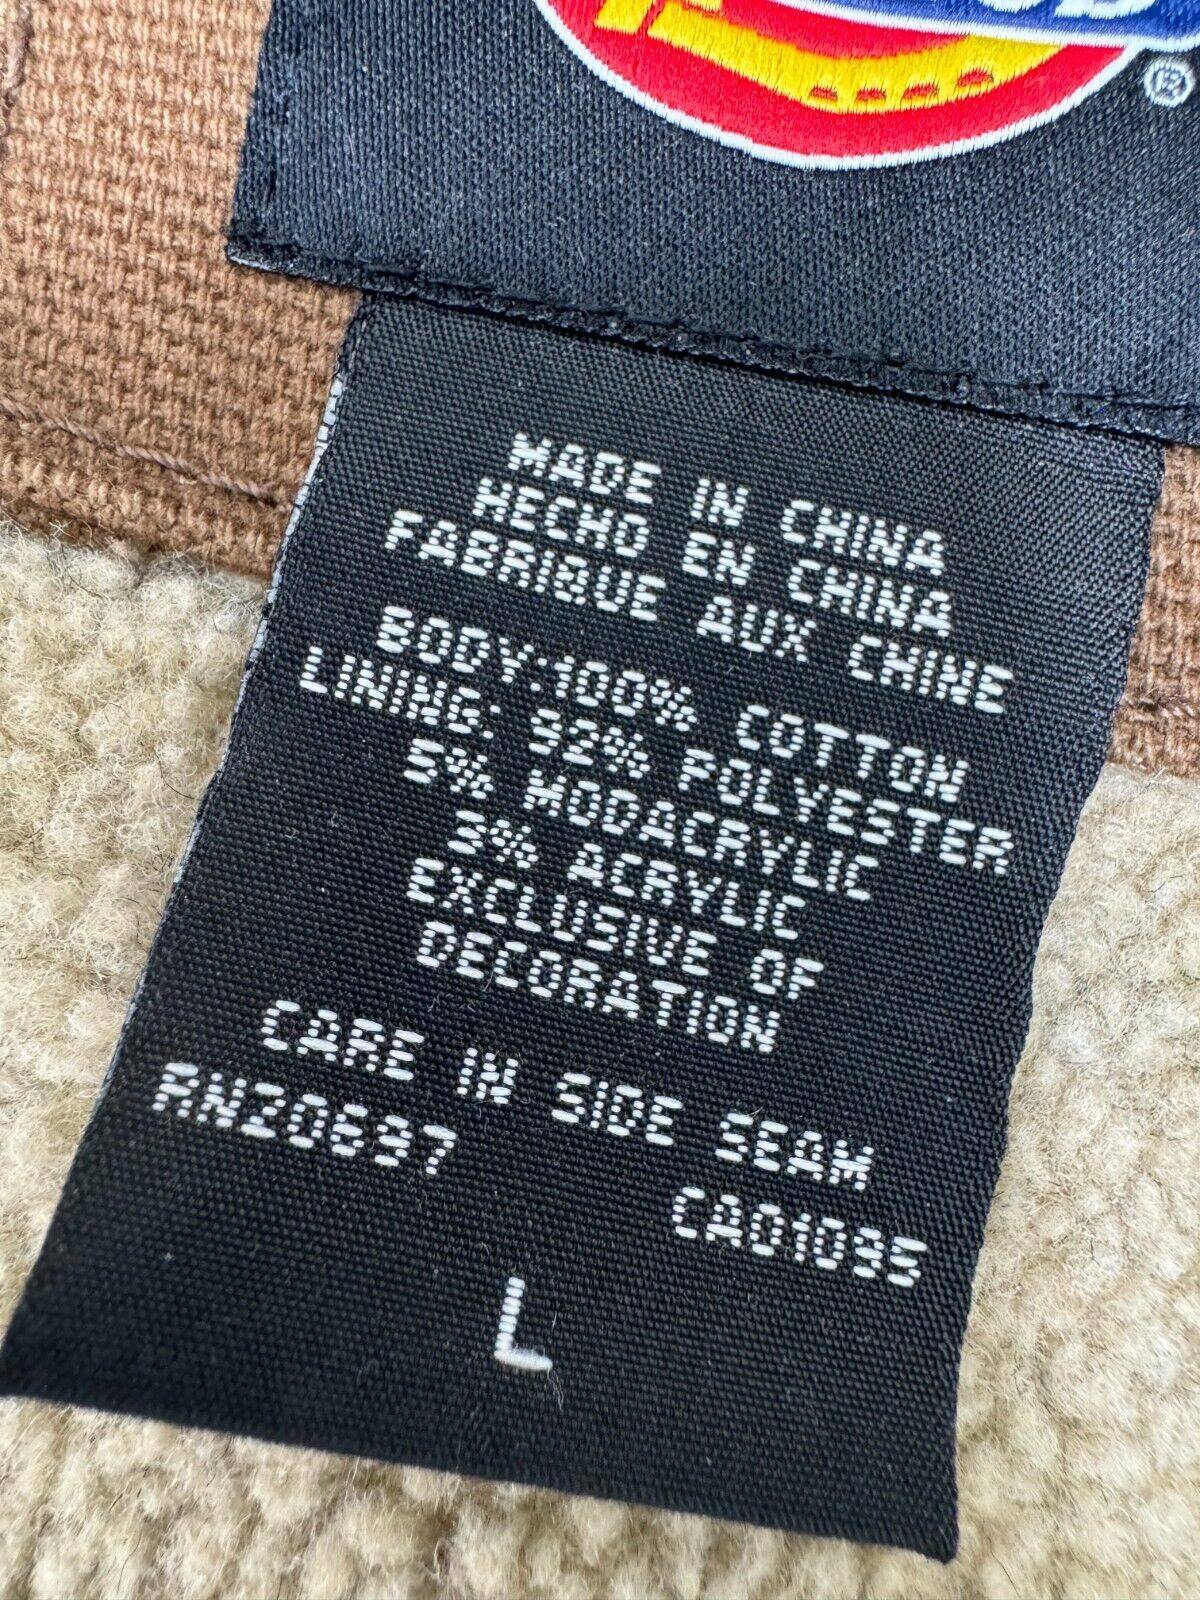 ®
MADE IN CHINA
HECHO EN CHINA
FABRIQUE AUX CHINE
BODY:100% COTTON
LINING: 92% POLYESTER
5% MODACRYLIC
3% ACRYLIC
EXCLUSIVE OF
DECORATION
CARE IN SIDE SEAM
RN20697 CA01095
L